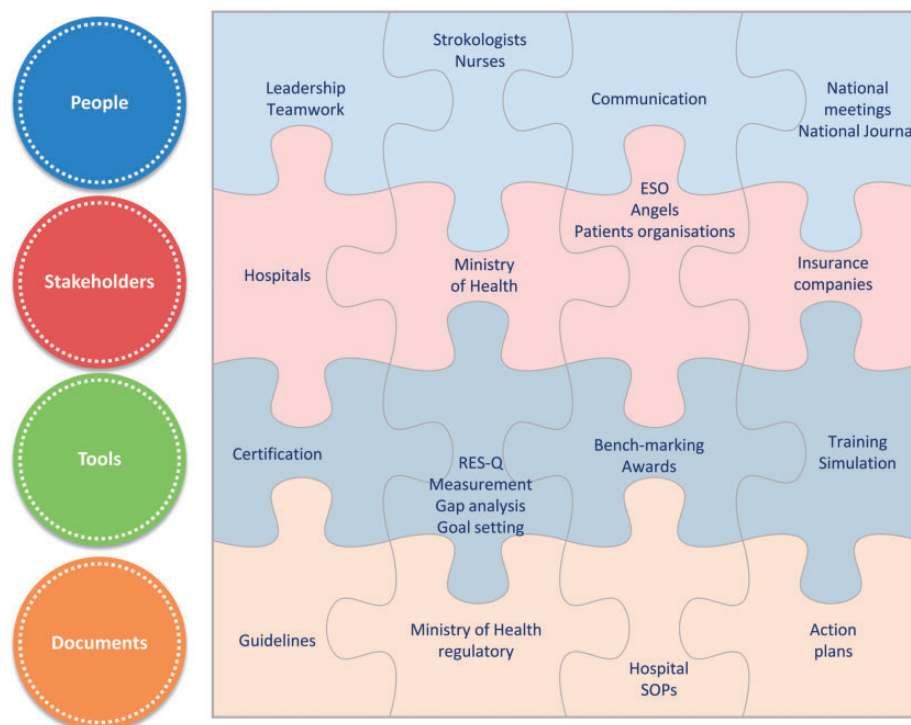 People
Strokologists
Nurses
Leadership
Teamwork
Communication
National
meetings
National Journal
Stakeholders
ESO
Angels
Patients organisations
Hospitals
Ministry
of Health
Insurance
companies
Tools
Certification
RES-Q
Measurement
Gap analysis
Goal setting
Bench-marking
Awards
Training
Simulation
Documents
Guidelines
Ministry of Health
regulatory
Hospital
SOPs
Action
plans